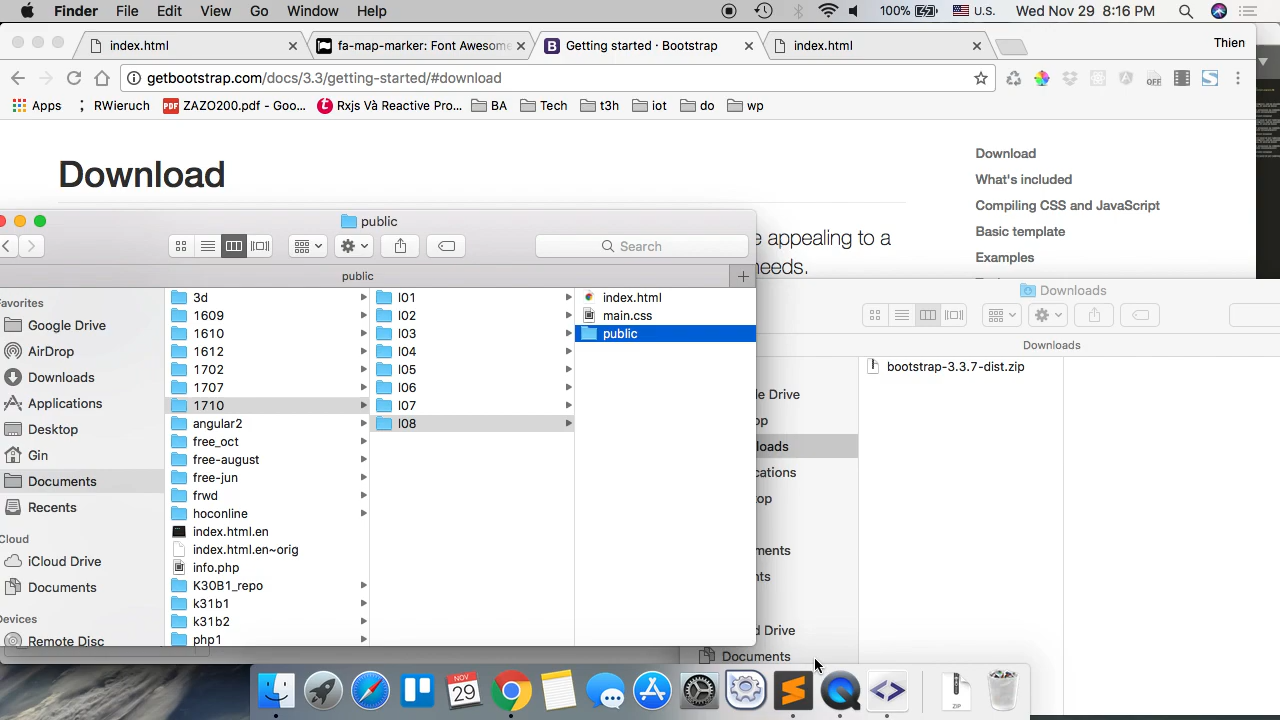 Finder File Edit View Go Window Help 100% U.S. Wed Nov 29 8:16 PM
index.html fa-map-marker: Font Awesome Getting started · Bootstrap index.html Thien
getbootstrap.com/docs/3.3/getting-started/#download OFF
Apps RWieruch PDF ZAZO200.pdf - Goo... Rxjs Và Reective Pro... BA Tech t3h iot do wp
Download
Download
What's included
Compiling CSS and JavaScript
Basic template
Examples
e appealing to a
needs.
public
Search
public
Favorites
Google Drive
AirDrop
Downloads
Applications
Desktop
Gin
Documents
Recents
iCloud
iCloud Drive
Documents
Devices
Remote Disc
3d
1609
1610
1612
1702
1707
1710
angular2
free_oct
free-august
free-jun
frwd
hoconline
index.html.en
index.html.en~orig
info.php
K30B1_repo
k31b1
k31b2
php1
l01
l02
l03
l04
l05
l06
l07
l08
index.html
main.css
public
Downloads
Downloads
bootstrap-3.3.7-dist.zip
le Drive
op
loads
cations
op
ments
nts
d Drive
Documents
NOV
29
ZIP